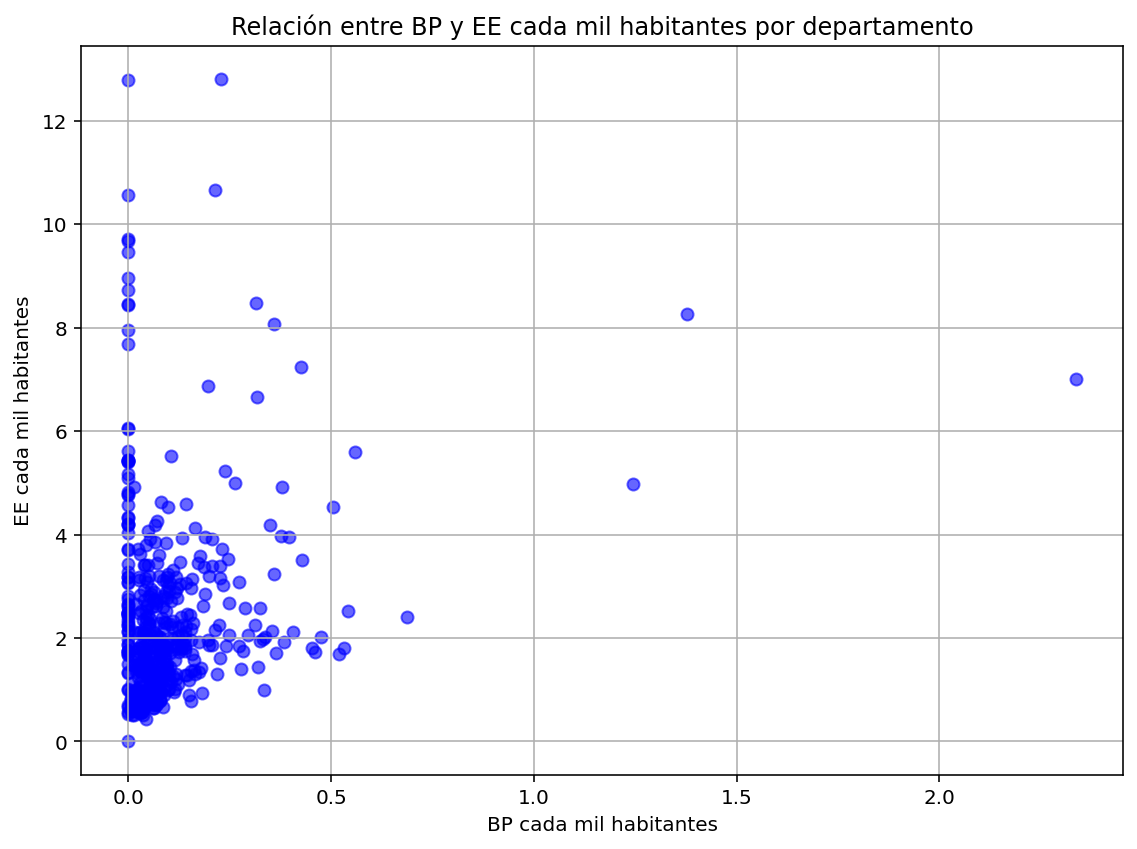 Relación entre BP y EE cada mil habitantes por departamento
12
10
8
6
4
2
0
EE cada mil habitantes
0.0 0.5 1.0 1.5 2.0
BP cada mil habitantes